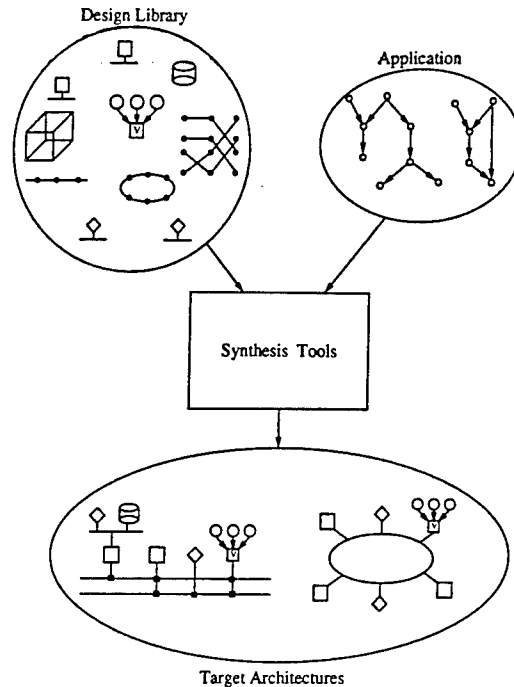 Design Library
Application
V
Synthesis Tools
V
V
Target Architectures